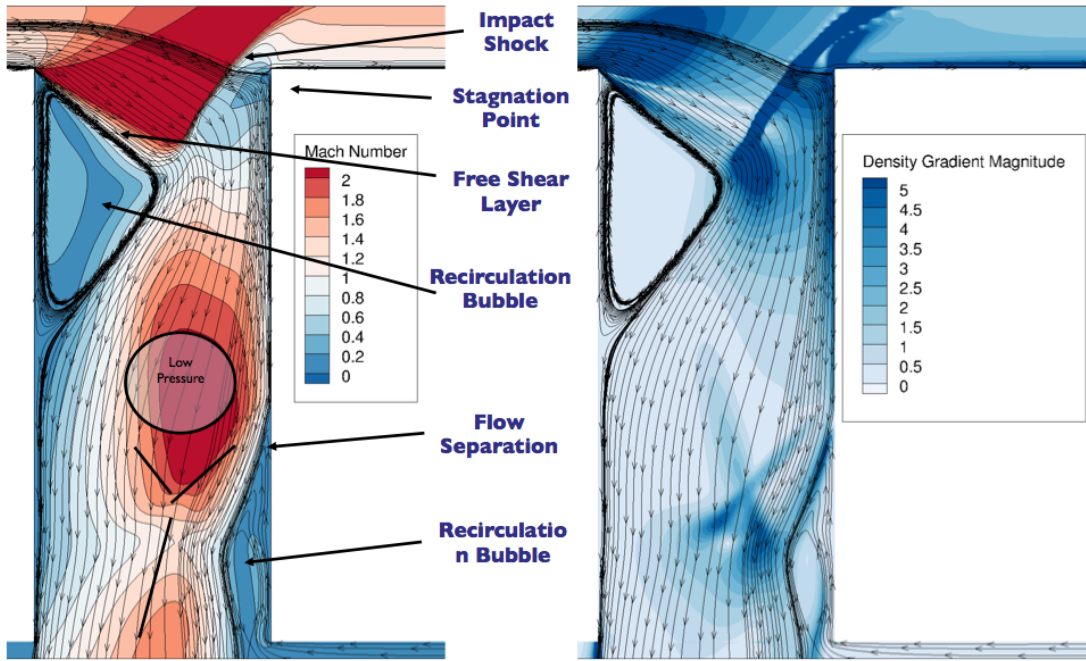 Impact
Shock
Stagnation
Point
Mach Number
2
1.8
1.6
1.4
1.2
1
0.8
0.6
0.4
0.2
0
Free Shear
Layer
Recirculation
Bubble
Low
Pressure
Flow
Separation
Recirculatio
n Bubble
Density Gradient Magnitude
5
4.5
4
3.5
3
2.5
2
1.5
1
0.5
0